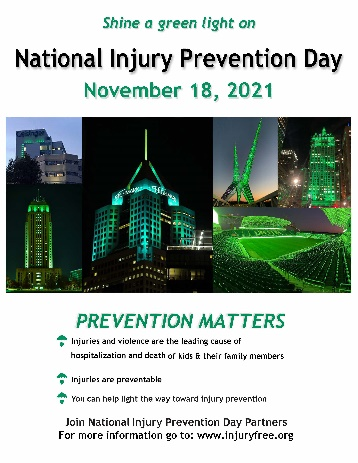 Shine a green light on
National Injury Prevention Day
November 18, 2021
PREVENTION MATTERS
Injuries and violence are the leading cause of
hospitalization and death of kids & their family members
Injuries are preventable
You can help light the way toward injury prevention
Join National Injury Prevention Day Partners
For more information go to: www.injuryfree.org